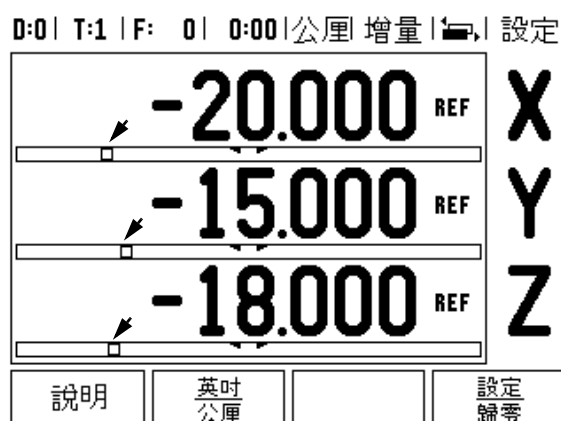 D:0 | T:1 | F: 0 | 0:00 | 公厘 | 增量 | | 設定
-20.000 REF X
-15.000 REF Y
-18.000 REF Z
說明
英吋
公厘
設定
歸零